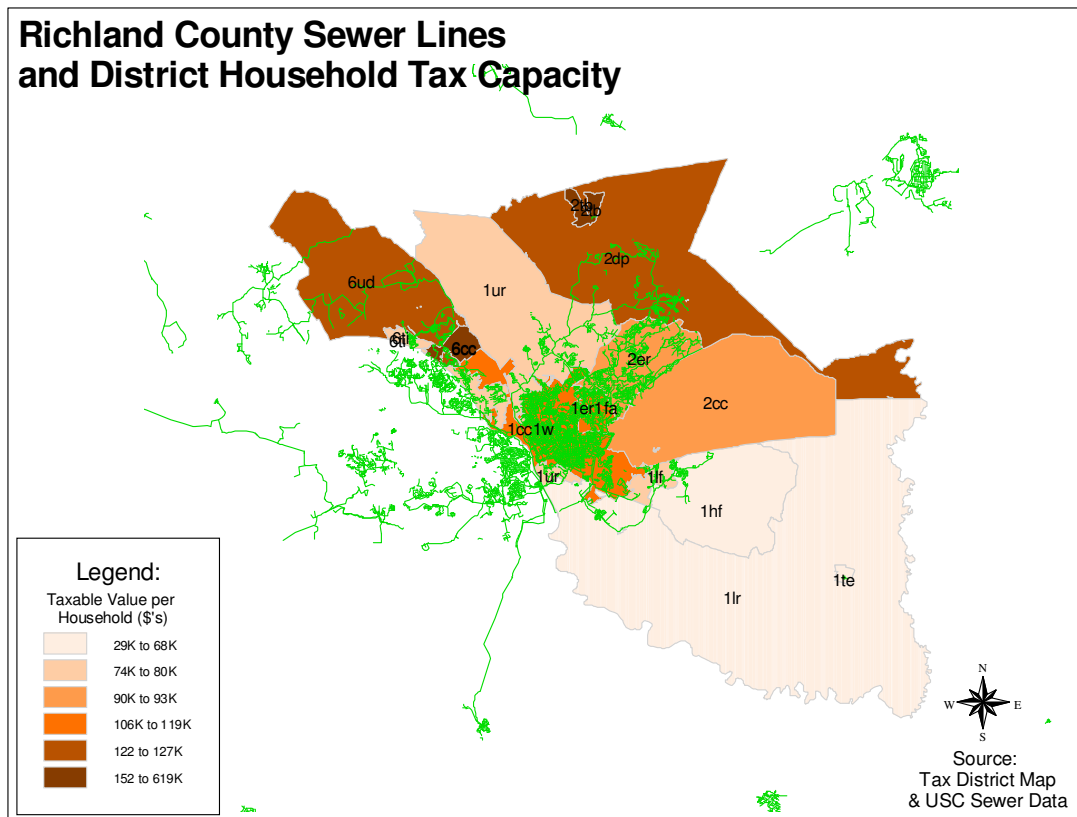 Richland County Sewer Lines
and District Household Tax Capacity
2dp
6ud
1ur
6cc
2er
2cc
1er1fa
1cc1w
1ur
1lf
1hf
1te
1lr
Legend:
Taxable Value per
Household ($'s)
29K to 68K
74K to 80K
90K to 93K
106K to 119K
122 to 127K
152 to 619K
N
W E
S
Source:
Tax District Map
& USC Sewer Data